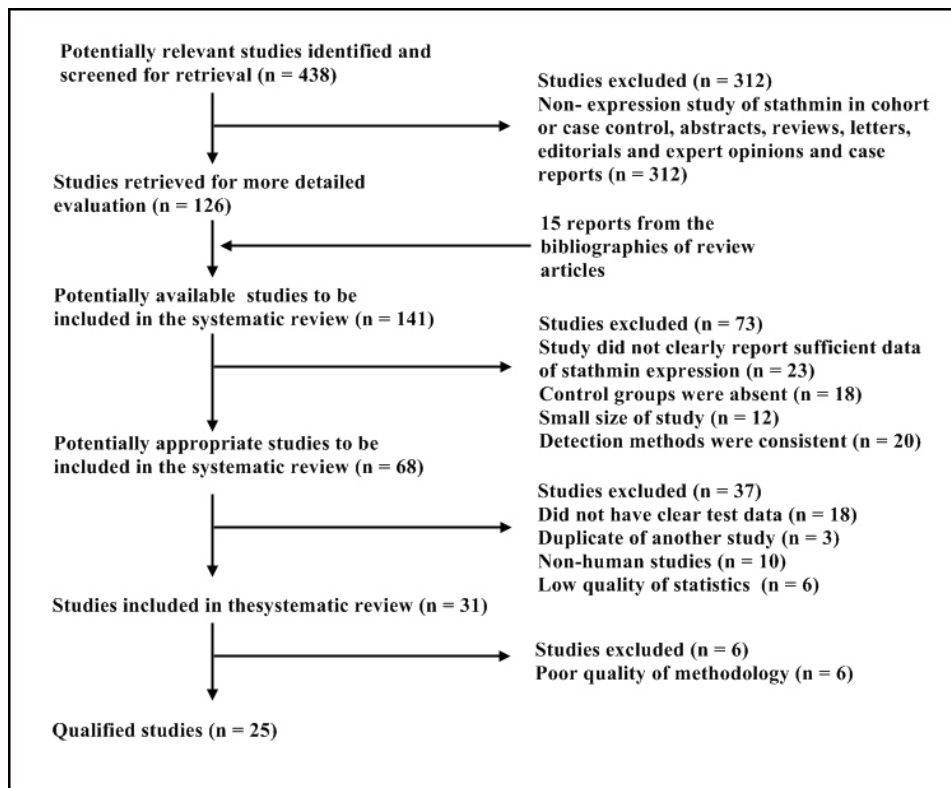 Potentially relevant studies identified and
screened for retrieval (n = 438)
Studies excluded (n = 312)
Non- expression study of stathmin in cohort
or case control, abstracts, reviews, letters,
editorials and expert opinions and case
reports (n = 312)
Studies retrieved for more detailed
evaluation (n = 126)
15 reports from the
bibliographies of review
articles
Potentially available studies to be
included in the systematic review (n = 141)
Studies excluded (n = 73)
Study did not clearly report sufficient data
of stathmin expression (n = 23)
Control groups were absent (n = 18)
Small size of study (n = 12)
Detection methods were consistent (n = 20)
Potentially appropriate studies to be
included in the systematic review (n = 68)
Studies excluded (n = 37)
Did not have clear test data (n = 18)
Duplicate of another study (n = 3)
Non-human studies (n = 10)
Low quality of statistics (n = 6)
Studies included in thesystematic review (n = 31)
Studies excluded (n = 6)
Poor quality of methodology (n = 6)
Qualified studies (n = 25)